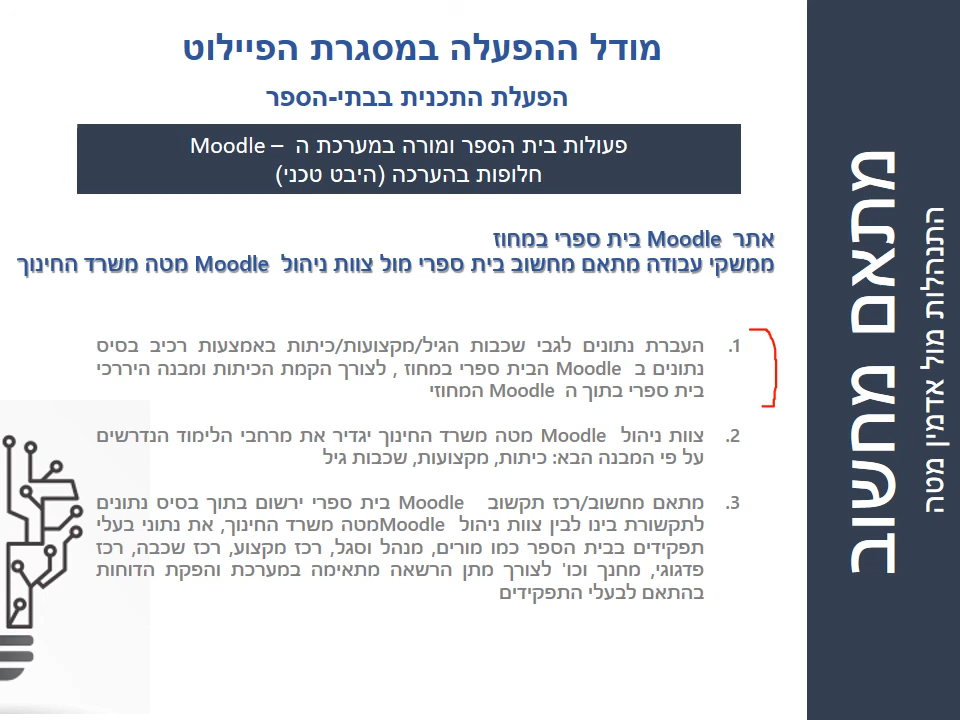 מודל ההפעלה במסגרת הפיילוט
הפעלת התכנית בבתי-הספר
פעולות בית הספר ומורה במערכת ה – Moodle
חלופות בהערכה (היבט טכני)
אתר Moodle בית ספרי במחוז
ממשקי עבודה מתאם מחשוב בית ספרי מול צוות ניהול Moodle מטה משרד החינוך
1. העברת נתונים לגבי שכבות הגיל/מקצועות/כיתות באמצעות רכיב בסיס
נתונים ב Moodle הבית ספרי במחוז , לצורך הקמת הכיתות ומבנה היררכי
בית ספרי בתוך ה Moodle המחוזי
2. צוות ניהול Moodle מטה משרד החינוך יגדיר את מרחבי הלימוד הנדרשים
על פי המבנה הבא: כיתות, מקצועות, שכבות גיל
3. מתאם מחשוב/רכז תקשוב Moodle בית ספרי ירשום בתוך בסיס נתונים
לתקשורת בינו לבין צוות ניהול Moodleמטה משרד החינוך, את נתוני בעלי
תפקידים בבית הספר כמו מורים, מנהל וסגל, רכז מקצוע, רכז שכבה, רכז
פדגוגי, מחנך וכו' לצורך מתן הרשאה מתאימה במערכת והפקת הדוחות
בהתאם לבעלי התפקידים
מתאם מחשוב
התנהלות מול אדמין מטה